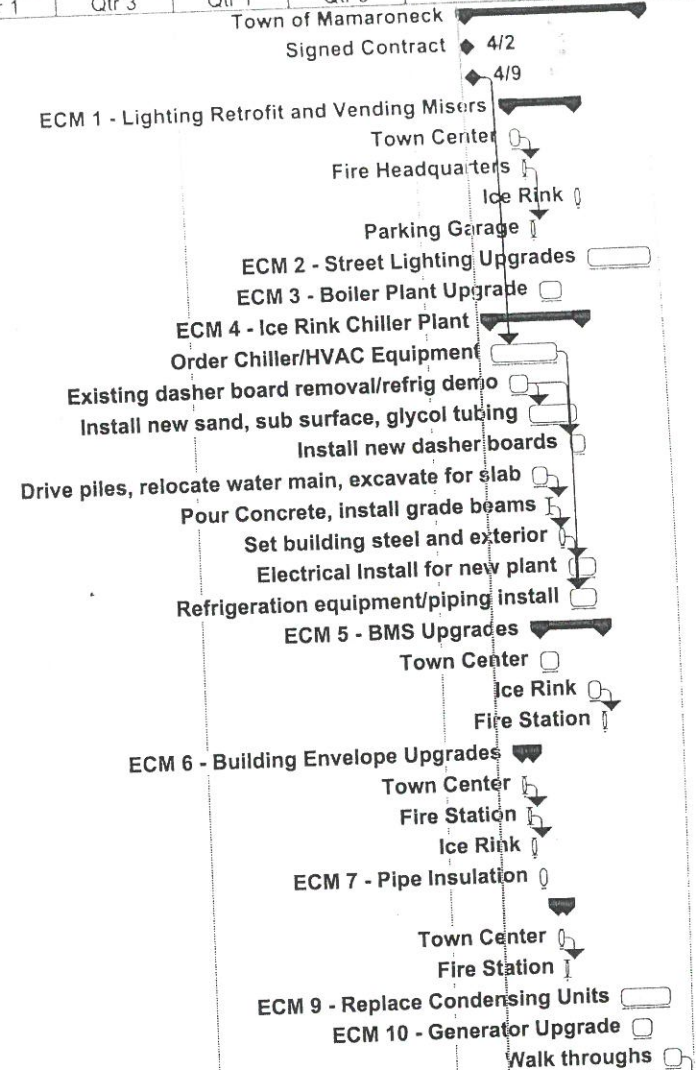 1
Qtr 3
Town of Mamaroneck
Signed Contract 4/2
4/9
ECM 1 - Lighting Retrofit and Vending Misers
Town Center
Fire Headquarters
Ice Rink
Parking Garage
ECM 2 - Street Lighting Upgrades
ECM 3 - Boiler Plant Upgrade
ECM 4 - Ice Rink Chiller Plant
Order Chiller/HVAC Equipment
Existing dasher board removal/refrig demo
Install new sand, sub surface, glycol tubing
Install new dasher boards
Drive piles, relocate water main, excavate for slab
Pour Concrete, install grade beams
Set building steel and exterior
Electrical Install for new plant
Refrigeration equipment/piping install
ECM 5 - BMS Upgrades
Town Center
Ice Rink
Fire Station
ECM 6 - Building Envelope Upgrades
Town Center
Fire Station
Ice Rink
ECM 7 - Pipe Insulation
Town Center
Fire Station
ECM 9 - Replace Condensing Units
ECM 10 - Generator Upgrade
Walk throughs